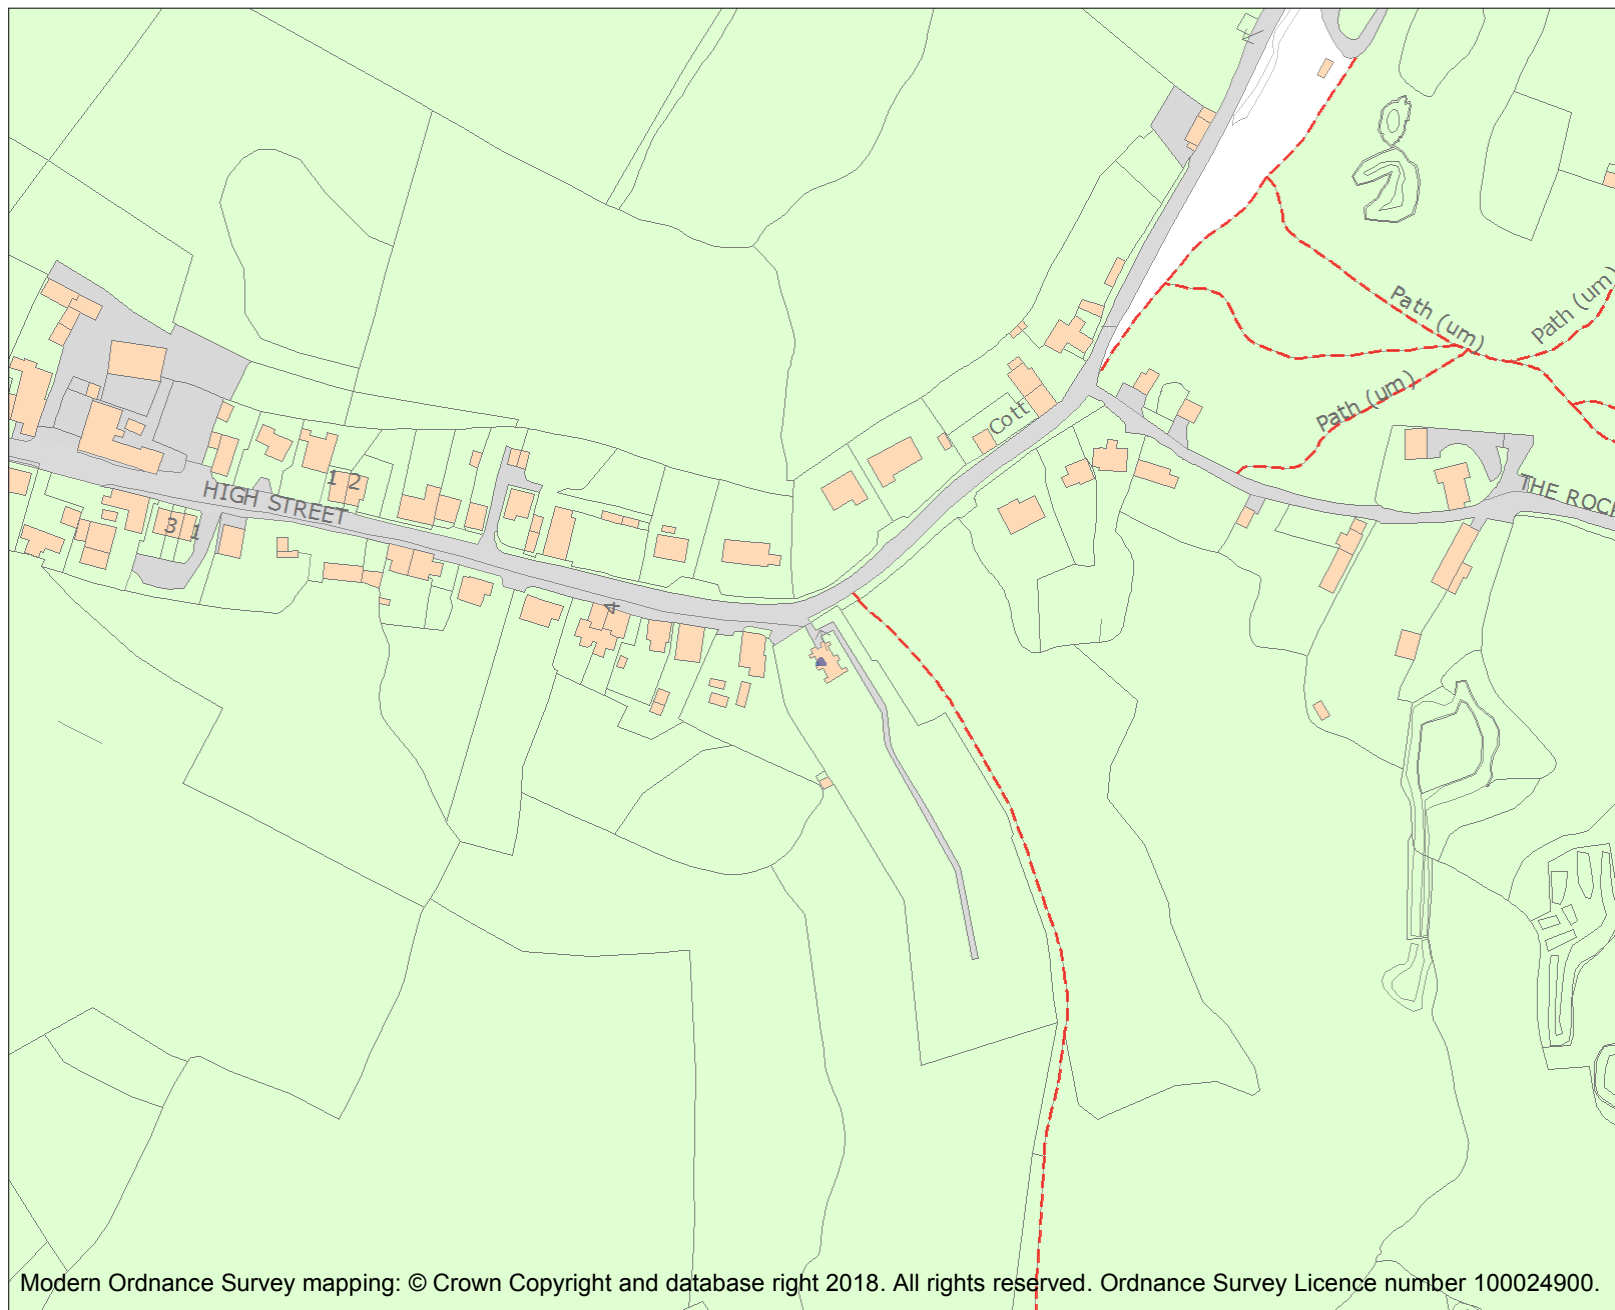 Path (um)
Path (um)
Path (um)
Cott
1 2
HIGH STREET
THE ROCK
3
1
4
Modern Ordnance Survey mapping: © Crown Copyright and database right 2018. All rights reserved. Ordnance Survey Licence number 100024900.